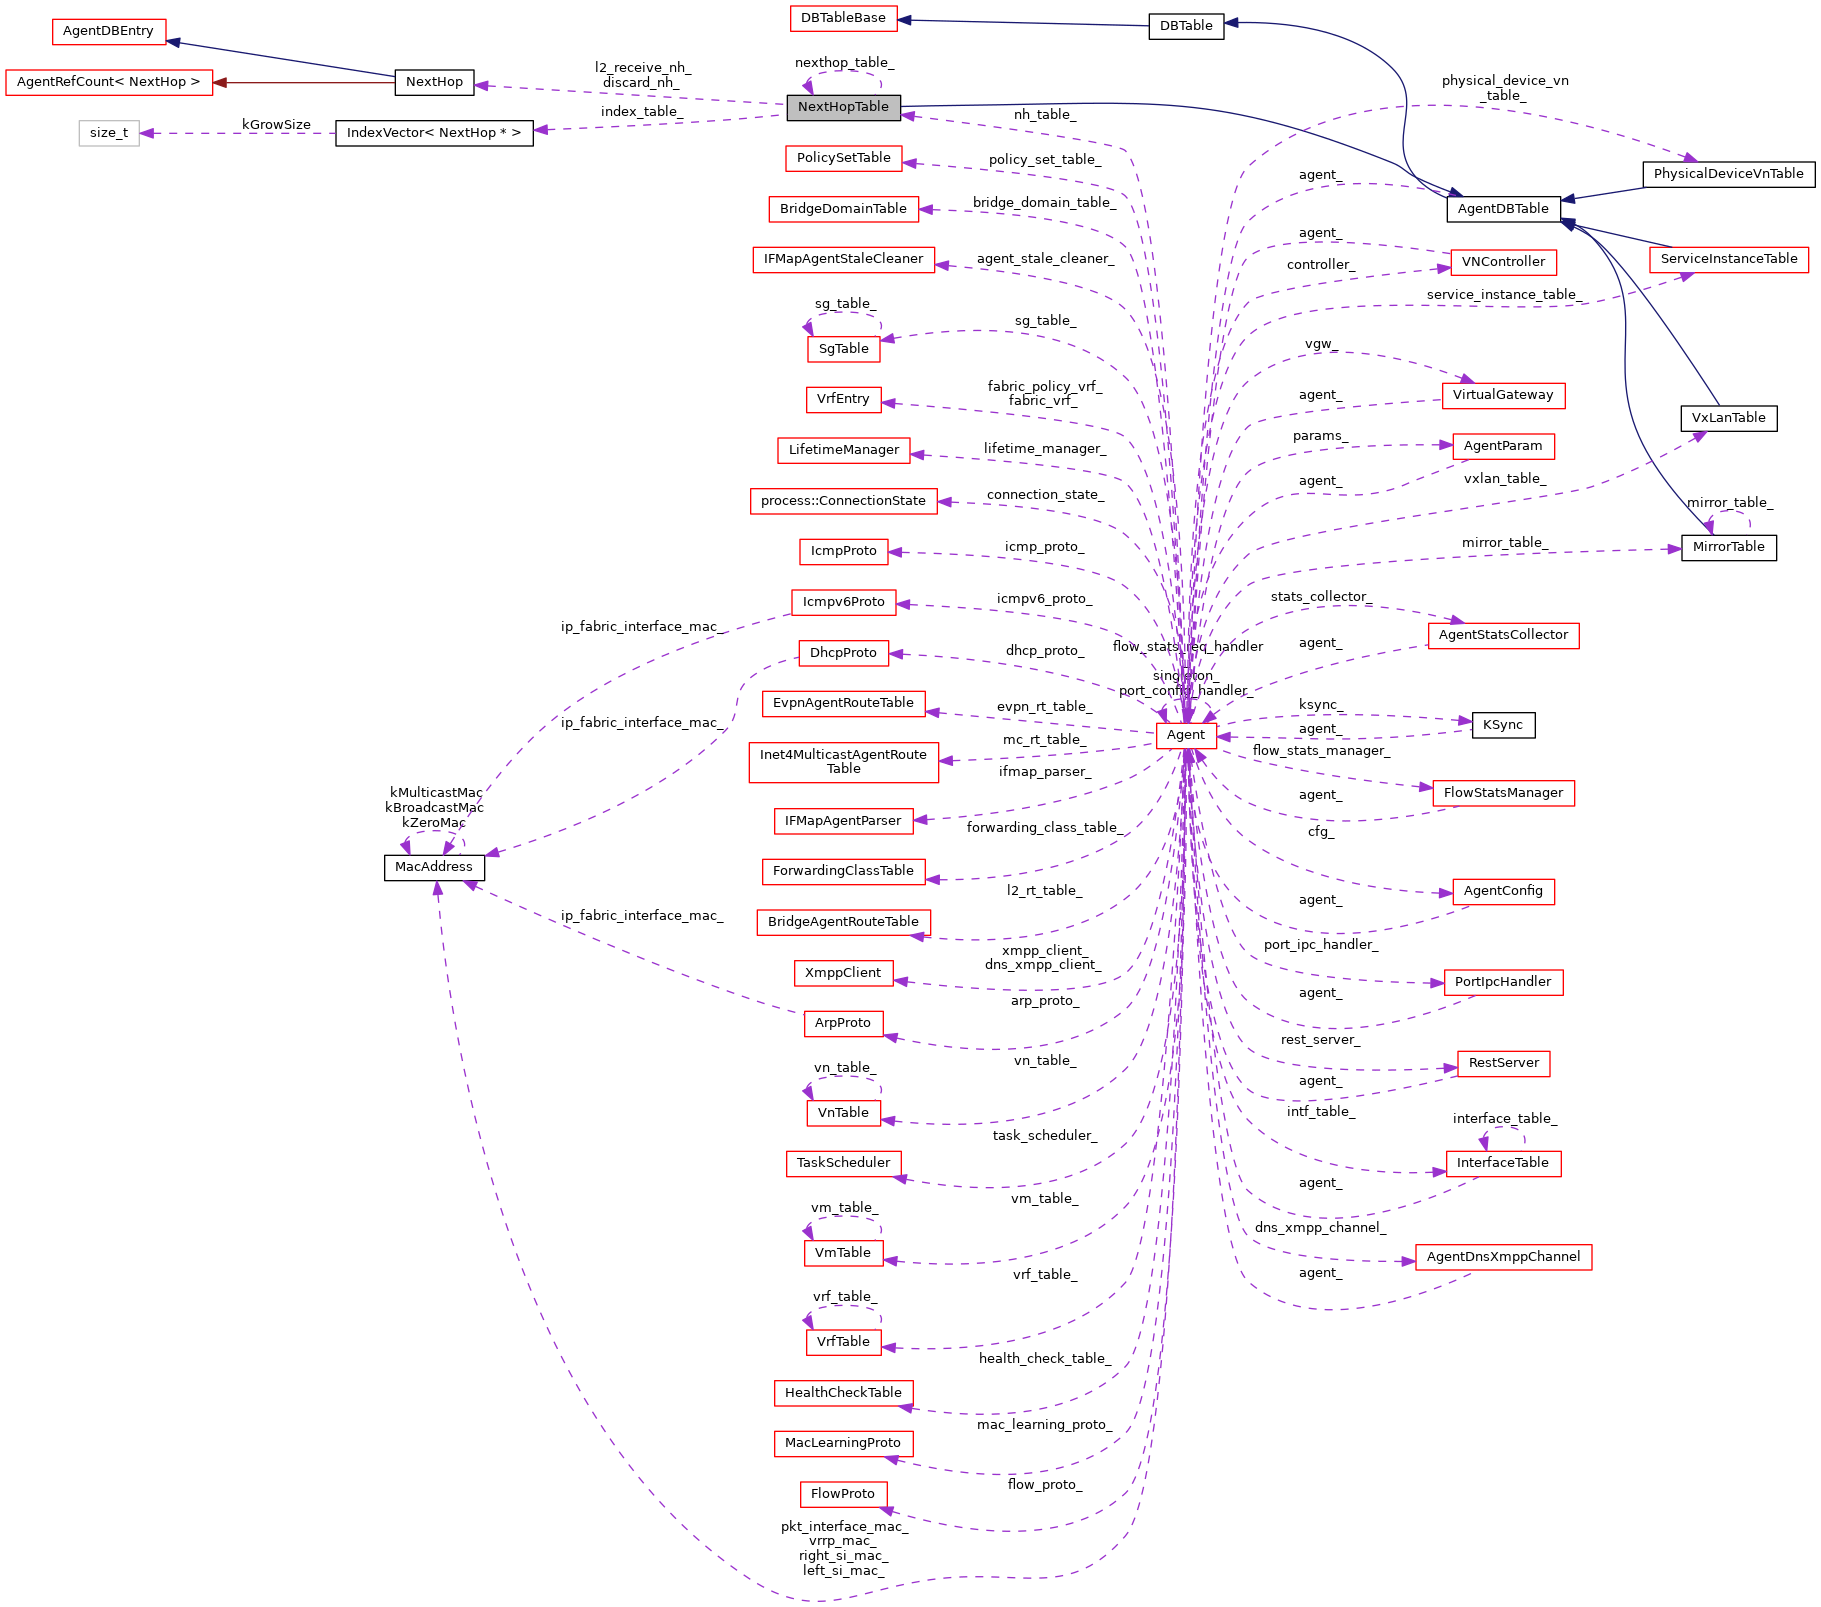 DBTableBase
DBTable
AgentDBEntry
NextHop
AgentRefCount< NextHop >
l2_receive_nh_
discard_nh_
nexthop_table_
NextHopTable
index_table_
IndexVector< NextHop * >
kGrowSize
size_t
physical_device_vn
_table_
PhysicalDeviceVnTable
nh_table_
PolicySetTable
policy_set_table_
agent_
AgentDBTable
BridgeDomainTable
bridge_domain_table_
agent_
VNController
controller_
ServiceInstanceTable
service_instance_table_
IFMapAgentStaleCleaner
agent_stale_cleaner_
sg_table_
SgTable
sg_table_
vgw_
VirtualGateway
agent_
VrfEntry
fabric_policy_vrf_
fabric_vrf_
VxLanTable
params_
AgentParam
agent_
vxlan_table_
LifetimeManager
lifetime_manager_
process::ConnectionState
connection_state_
mirror_table_
MirrorTable
mirror_table_
IcmpProto
icmp_proto_
Icmpv6Proto
icmpv6_proto_
ip_fabric_interface_mac_
stats_collector_
AgentStatsCollector
agent_
DhcpProto
dhcp_proto_
flow_stats_req_handler
_
singleton_
port_config_handler_
ip_fabric_interface_mac_
EvpnAgentRouteTable
evpn_rt_table_
Agent
ksync_
KSync
agent_
Inet4MulticastAgentRoute
Table
mc_rt_table_
flow_stats_manager_
FlowStatsManager
agent_
ifmap_parser_
IFMapAgentParser
kMulticastMac
kBroadcastMac
kZeroMac
MacAddress
forwarding_class_table_
ForwardingClassTable
cfg_
AgentConfig
agent_
l2_rt_table_
BridgeAgentRouteTable
ip_fabric_interface_mac_
xmpp_client_
dns_xmpp_client_
XmppClient
port_ipc_handler_
PortIpcHandler
agent_
arp_proto_
ArpProto
rest_server_
RestServer
agent_
vn_table_
VnTable
vn_table_
intf_table_
interface_table_
InterfaceTable
agent_
task_scheduler_
TaskScheduler
vm_table_
VmTable
vm_table_
dns_xmpp_channel_
AgentDnsXmppChannel
agent_
vrf_table_
VrfTable
vrf_table_
health_check_table_
HealthCheckTable
mac_learning_proto_
MacLearningProto
flow_proto_
FlowProto
pkt_interface_mac_
vrrp_mac_
right_si_mac_
left_si_mac_